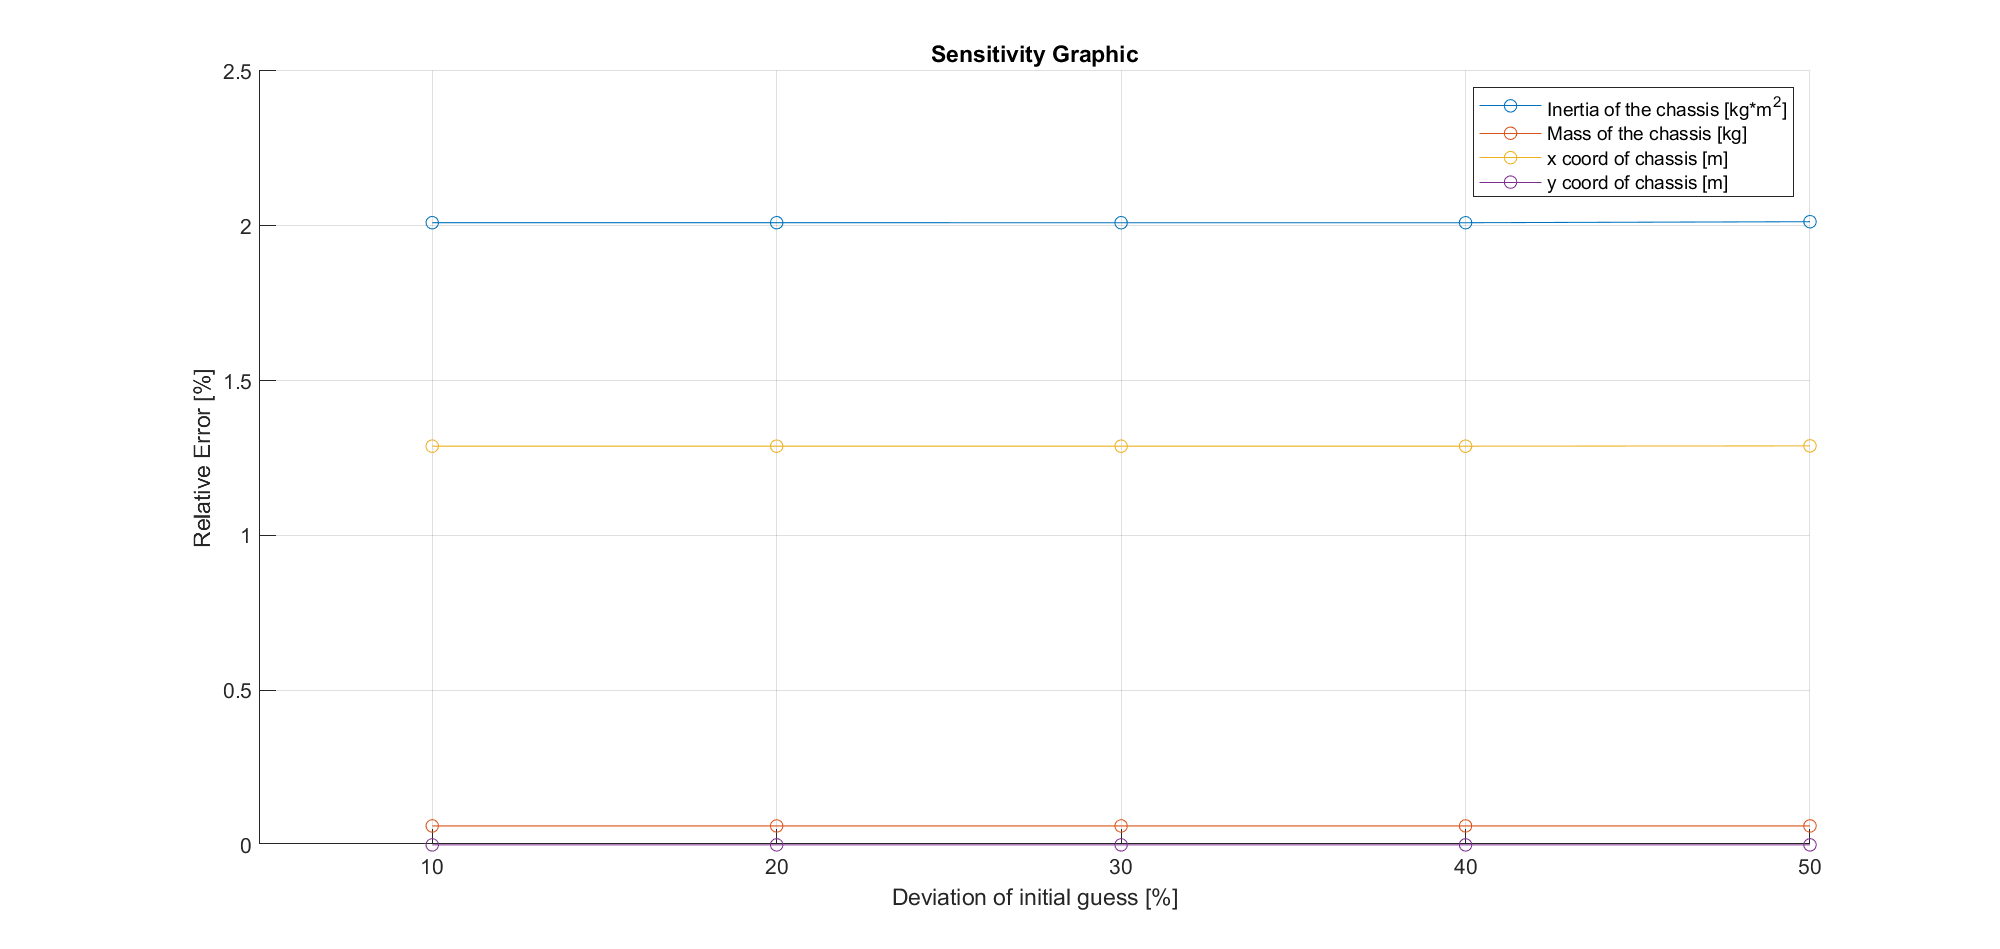 Sensitivity Graphic
2.5
2
1.5
1
0.5
0
Relative Error [%]
Inertia of the chassis [kg*m^2]
Mass of the chassis [kg]
x coord of chassis [m]
y coord of chassis [m]
10 20 30 40 50
Deviation of initial guess [%]